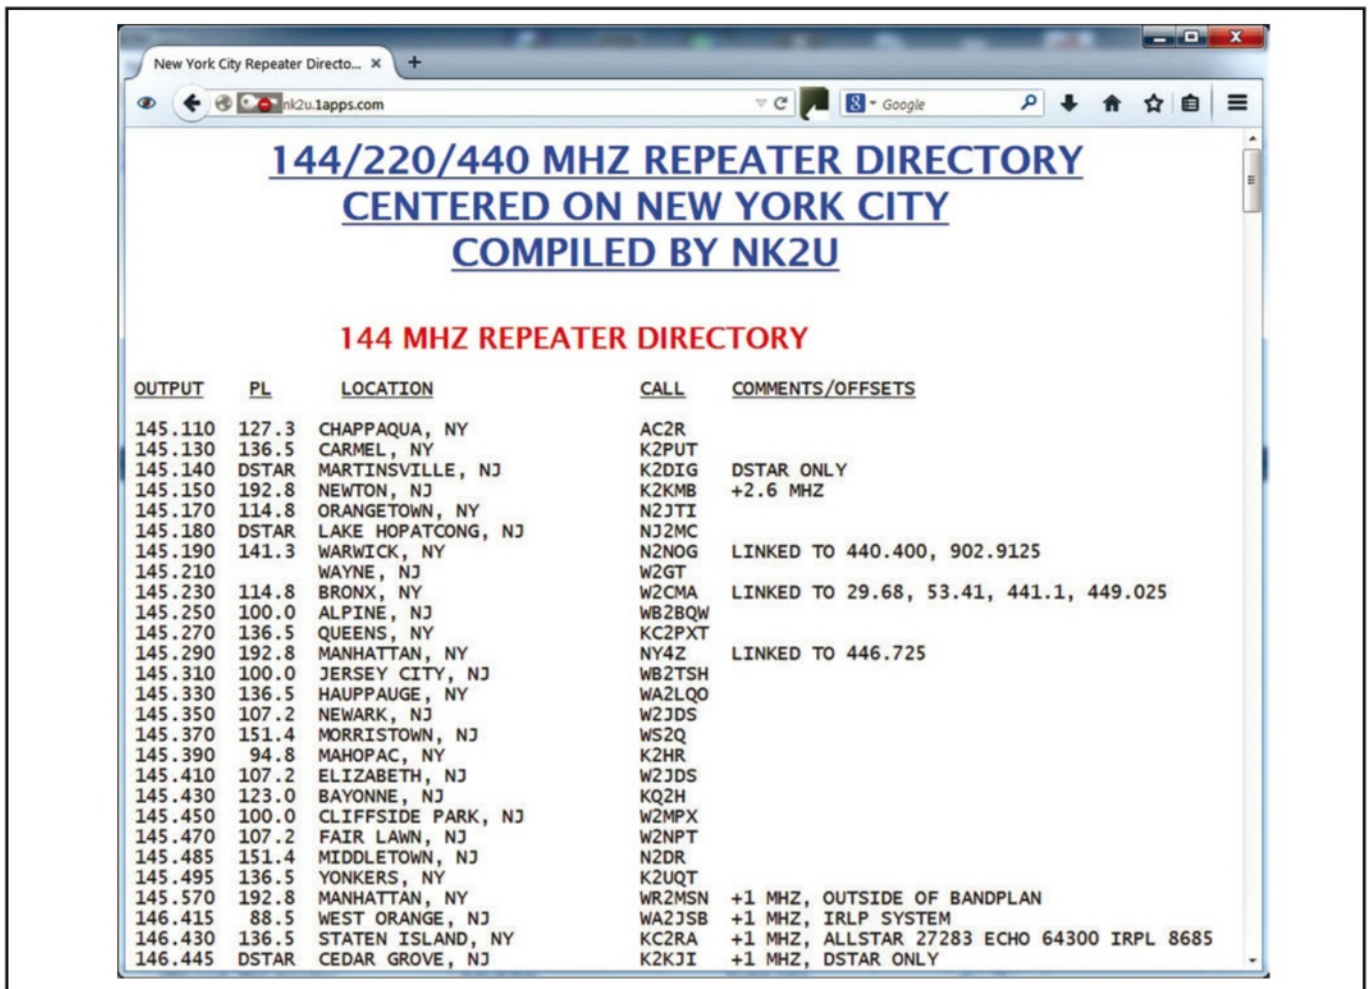 New York City Repeater Directo...
nk2u.1apps.com
Google
144/220/440 MHZ REPEATER DIRECTORY
CENTERED ON NEW YORK CITY
COMPILED BY NK2U
144 MHZ REPEATER DIRECTORY
OUTPUT PL LOCATION CALL COMMENTS/OFFSETS
145.110 127.3 CHAPPAQUA, NY AC2R
145.130 136.5 CARMEL, NY K2PUT
145.140 DSTAR MARTINSVILLE, NJ K2DIG DSTAR ONLY
145.150 192.8 NEWTON, NJ K2KMB +2.6 MHZ
145.170 114.8 ORANGETOWN, NY N2JTI
145.180 DSTAR LAKE HOPATCONG, NJ NJ2MC
145.190 141.3 WARWICK, NY N2NOG LINKED TO 440.400, 902.9125
145.210 WAYNE, NJ W2GT
145.230 114.8 BRONX, NY W2CMA LINKED TO 29.68, 53.41, 441.1, 449.025
145.250 100.0 ALPINE, NJ WB2BQW
145.270 136.5 QUEENS, NY KC2PXT
145.290 192.8 MANHATTAN, NY NY4Z LINKED TO 446.725
145.310 100.0 JERSEY CITY, NJ WB2TSH
145.330 136.5 HAUPPAUGE, NY WA2LQO
145.350 107.2 NEWARK, NJ W2JDS
145.370 151.4 MORRISTOWN, NJ WS2Q
145.390 94.8 MAHOPAC, NY K2HR
145.410 107.2 ELIZABETH, NJ W2JDS
145.430 123.0 BAYONNE, NJ KQ2H
145.450 100.0 CLIFFSIDE PARK, NJ W2MPX
145.470 107.2 FAIR LAWN, NJ W2NPT
145.485 151.4 MIDDLETOWN, NJ N2DR
145.495 136.5 YONKERS, NY K2UQT
145.570 192.8 MANHATTAN, NY WR2MSN +1 MHZ, OUTSIDE OF BANDPLAN
146.415 88.5 WEST ORANGE, NJ WA2JSB +1 MHZ, IRLP SYSTEM
146.430 136.5 STATEN ISLAND, NY KC2RA +1 MHZ, ALLSTAR 27283 ECHO 64300 IRPL 8685
146.445 DSTAR CEDAR GROVE, NJ K2KJI +1 MHZ, DSTAR ONLY